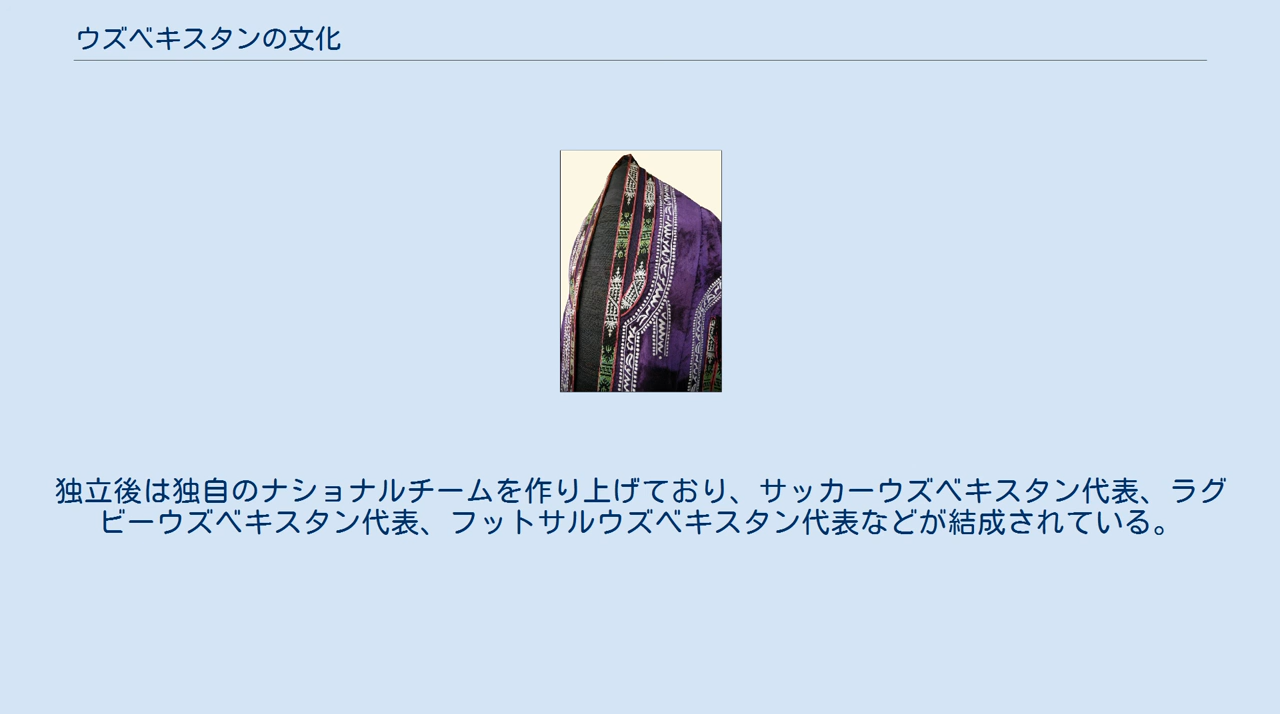 ウズベキスタンの文化
独立後は独自のナショナルチームを作り上げており、サッカーウズベキスタン代表、ラグ
ビーウズベキスタン代表、フットサルウズベキスタン代表などが結成されている。